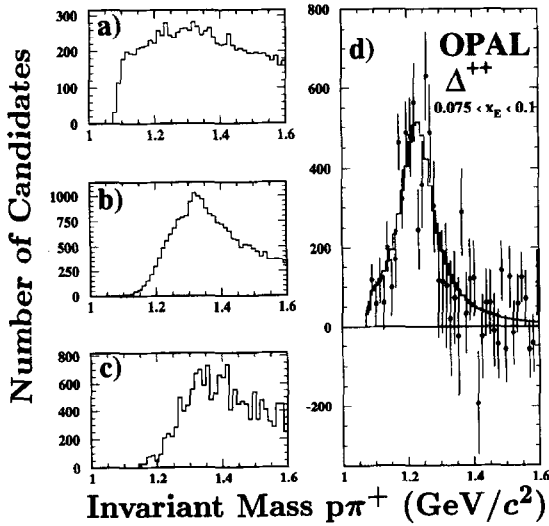 Number of Candidates
a)
300
200
100
0
1 1.2 1.4 1.6
b)
1000
750
500
250
0
1 1.2 1.4 1.6
c)
800
600
400
200
0
1 1.2 1.4 1.6
d) OPAL
Δ++
0.075 < xE < 0.1
800
600
400
200
0
-200
1 1.2 1.4 1.6
Invariant Mass pπ+ (GeV/c2)